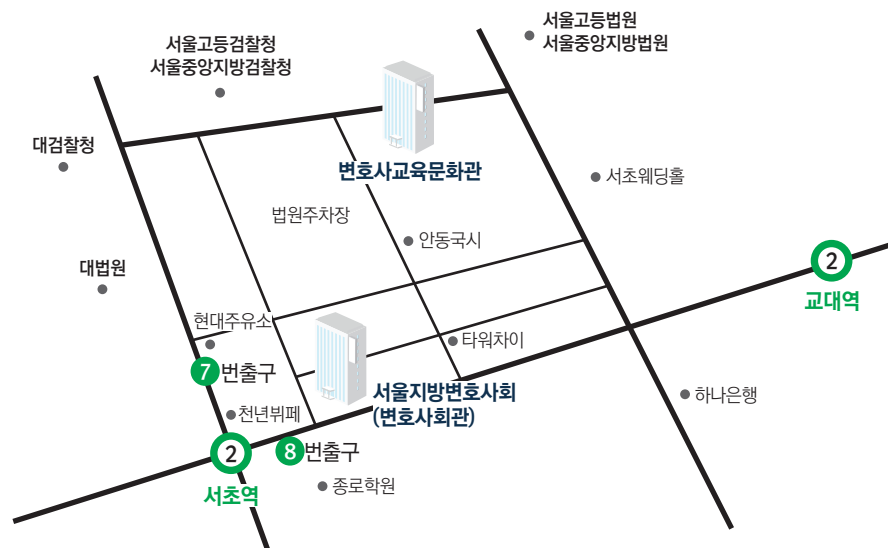 서울고등법원
서울중앙지방법원
서울고등검찰청
서울중앙지방검찰청
대검찰청
변호사교육문화관
서초웨딩홀
법원주차장
안동국시
2
교대역
대법원
현대주유소
타워차이
7 번출구
서울지방변호사회
(변호사회관)
하나은행
천년뷔페
2
8 번출구
서초역
종로학원